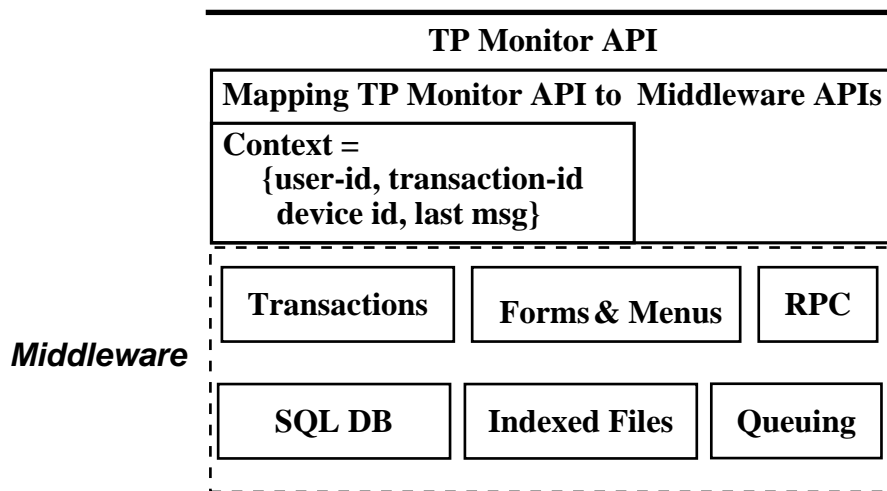 TP Monitor API
Mapping TP Monitor API to Middleware APIs
Context =
{user-id, transaction-id
device id, last msg}
Transactions
Forms & Menus
RPC
Middleware
SQL DB
Indexed Files
Queuing